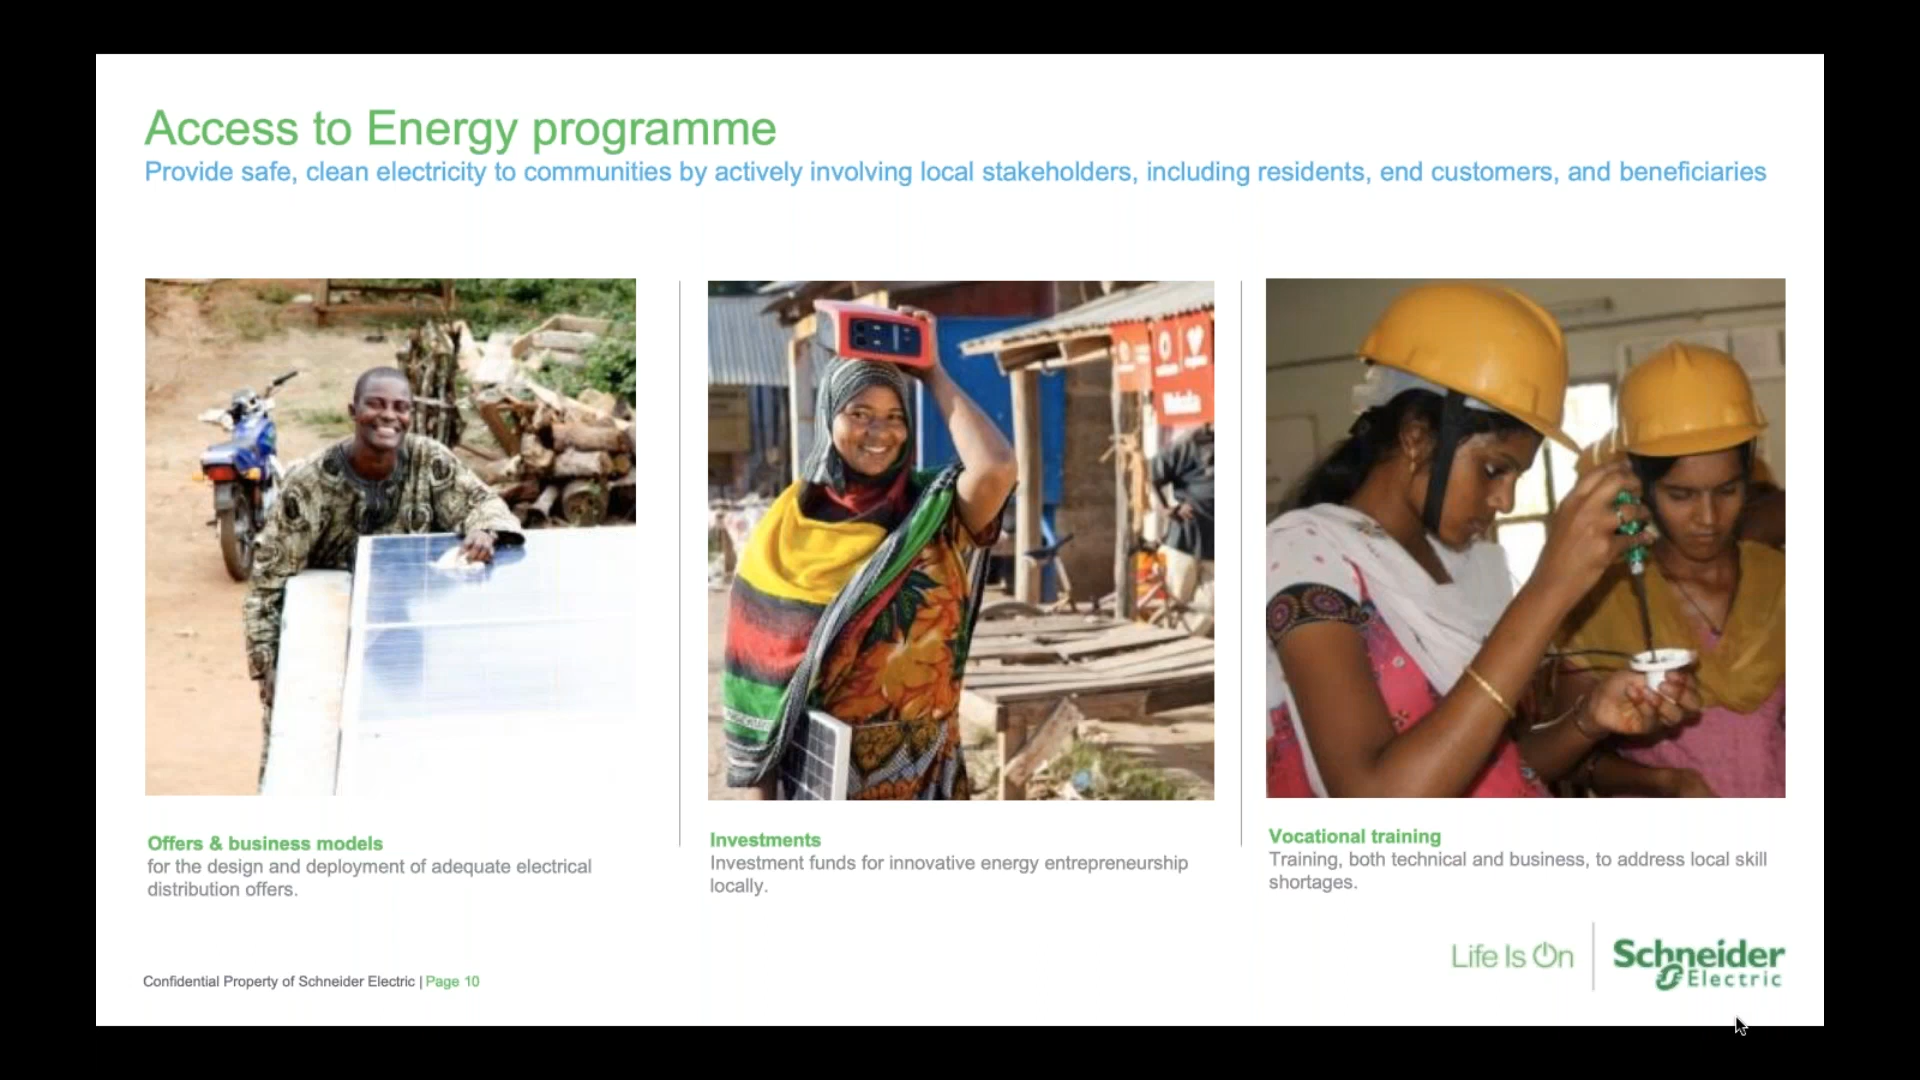 Access to Energy programme
Provide safe, clean electricity to communities by actively involving local stakeholders, including residents, end customers, and beneficiaries
Offers & business models
for the design and deployment of adequate electrical
distribution offers.
Investments
Investment funds for innovative energy entrepreneurship
locally.
Vocational training
Training, both technical and business, to address local skill
shortages.
Confidential Property of Schneider Electric | Page 10
Life Is On
Schneider
Electric